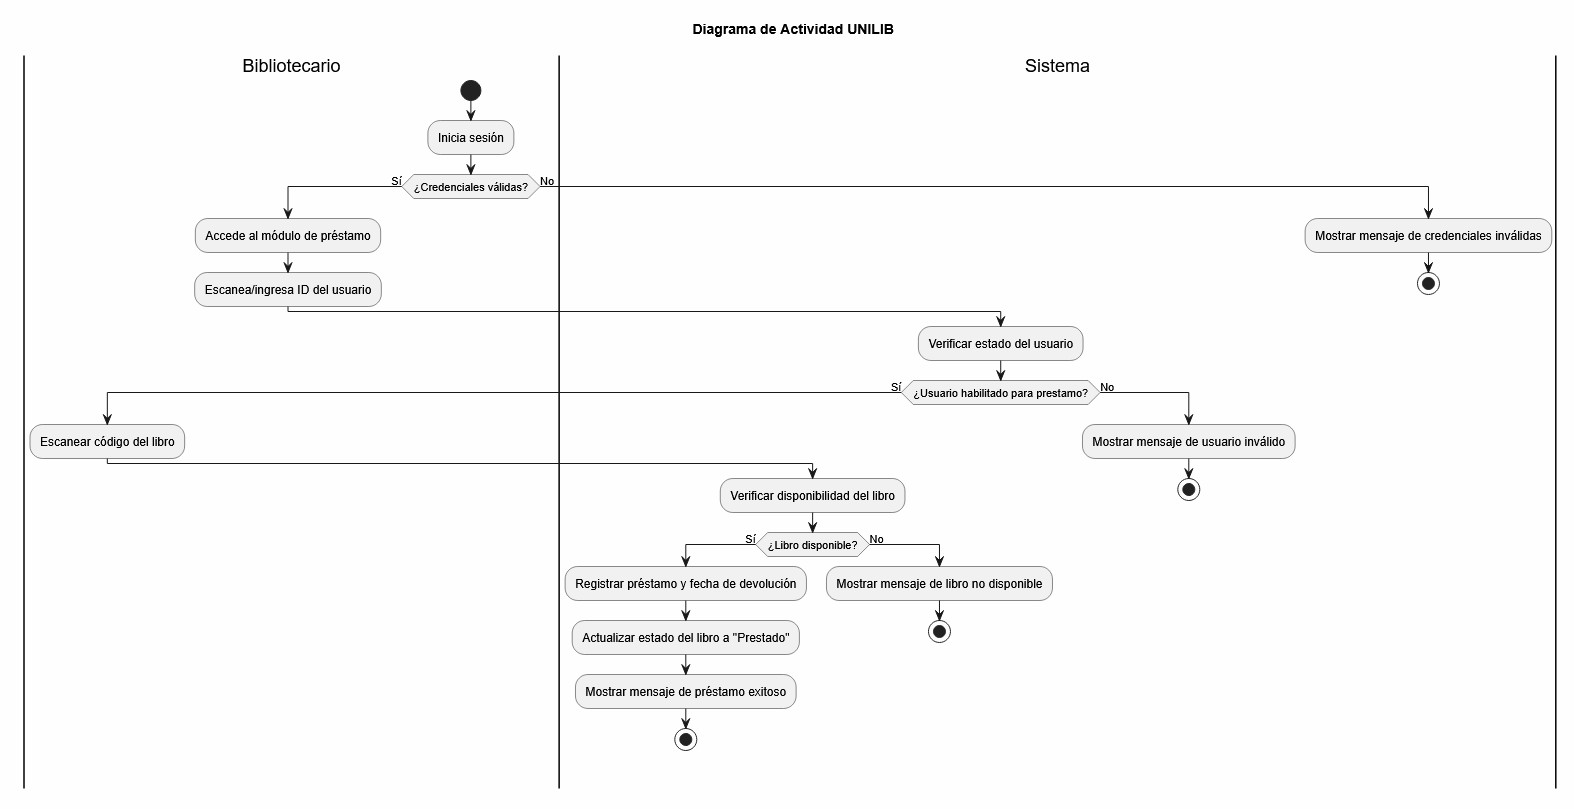 Diagrama de Actividad UNILIB
Bibliotecario
Sistema
Inicia sesión
Sí
¿Credenciales válidas?
No
Accede al módulo de préstamo
Mostrar mensaje de credenciales inválidas
Escanea/ingresa ID del usuario
Verificar estado del usuario
Sí
¿Usuario habilitado para prestamo?
No
Escanear código del libro
Mostrar mensaje de usuario inválido
Verificar disponibilidad del libro
Sí
¿Libro disponible?
No
Registrar préstamo y fecha de devolución
Mostrar mensaje de libro no disponible
Actualizar estado del libro a "Prestado"
Mostrar mensaje de préstamo exitoso